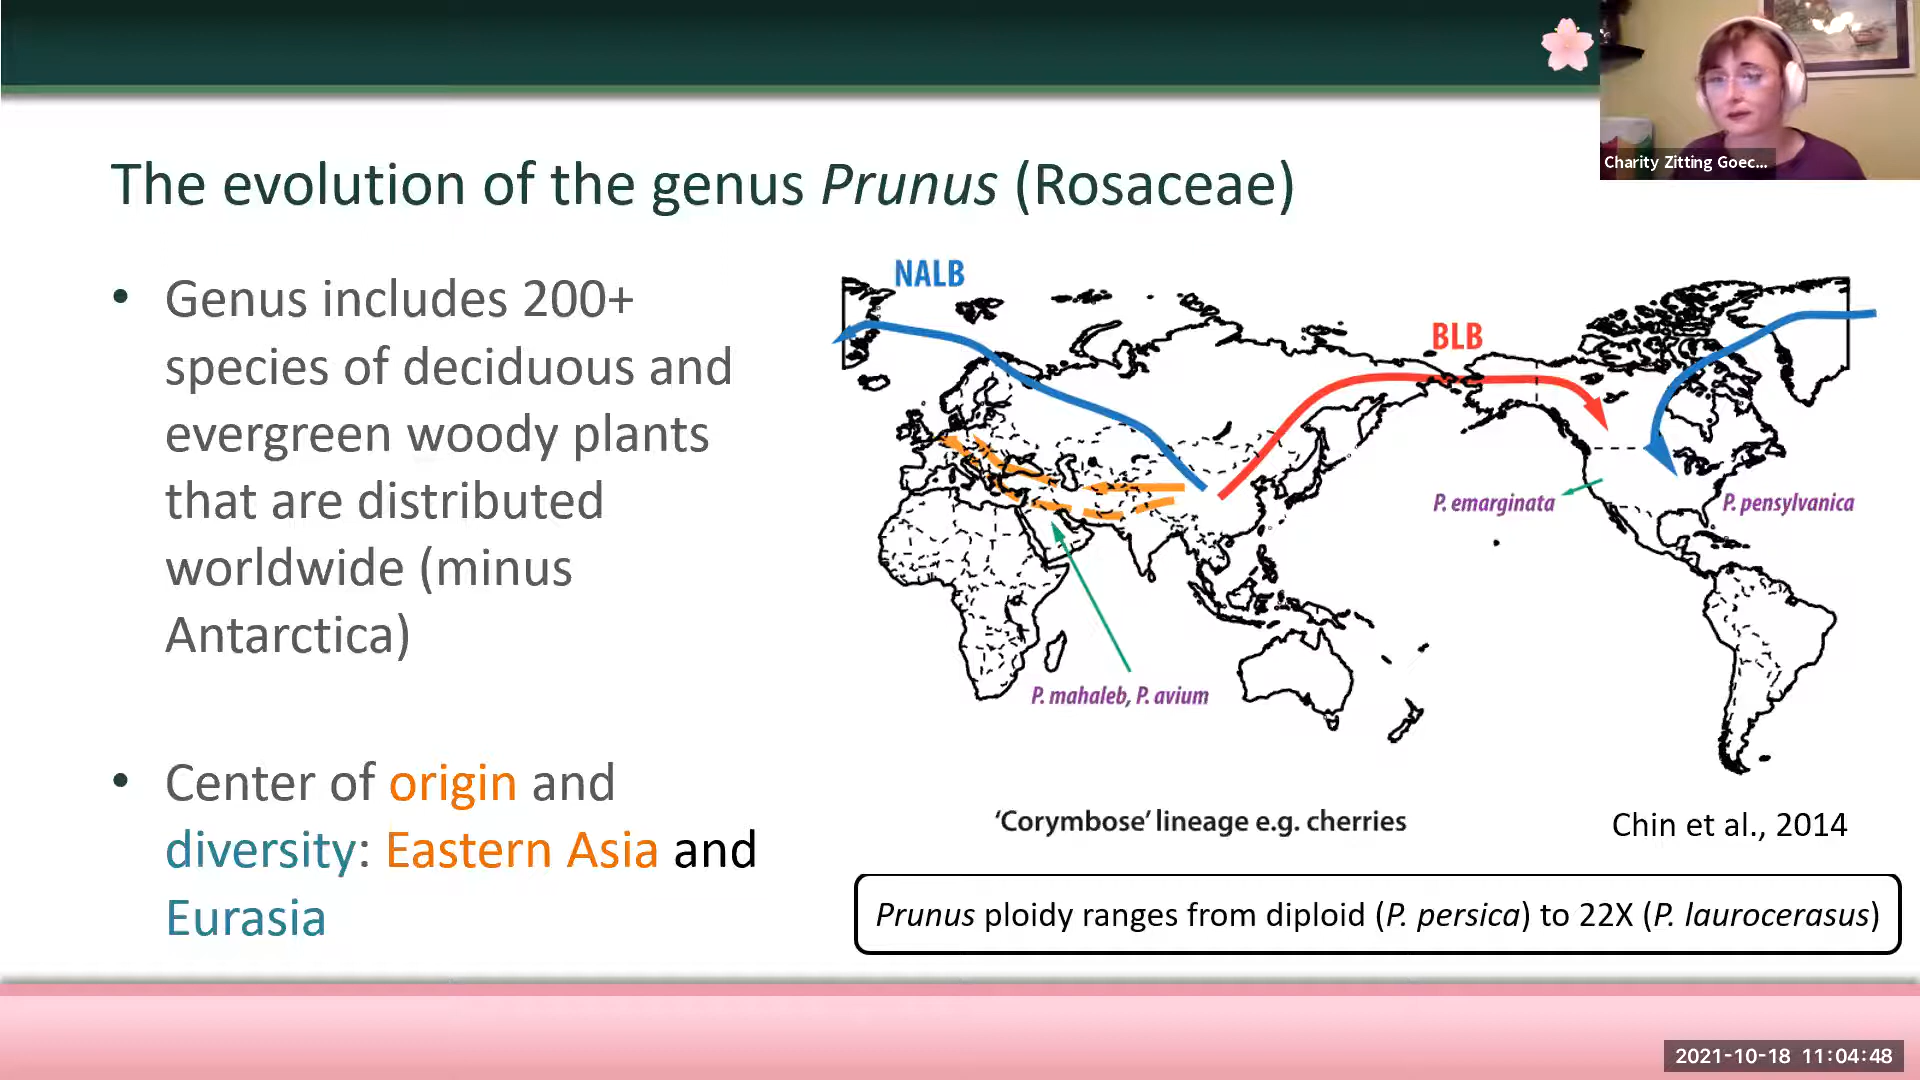 Charity Zitting Goec...
The evolution of the genus Prunus (Rosaceae)
• Genus includes 200+
species of deciduous and
evergreen woody plants
that are distributed
worldwide (minus
Antarctica)
• Center of origin and
diversity: Eastern Asia and
Eurasia
NALB
BLB
P. emarginata
P. pensylvanica
P. mahaleb, P. avium
‘Corymbose’ lineage e.g. cherries
Chin et al., 2014
Prunus ploidy ranges from diploid (P. persica) to 22X (P. laurocerasus)
2021-10-18 11:04:48